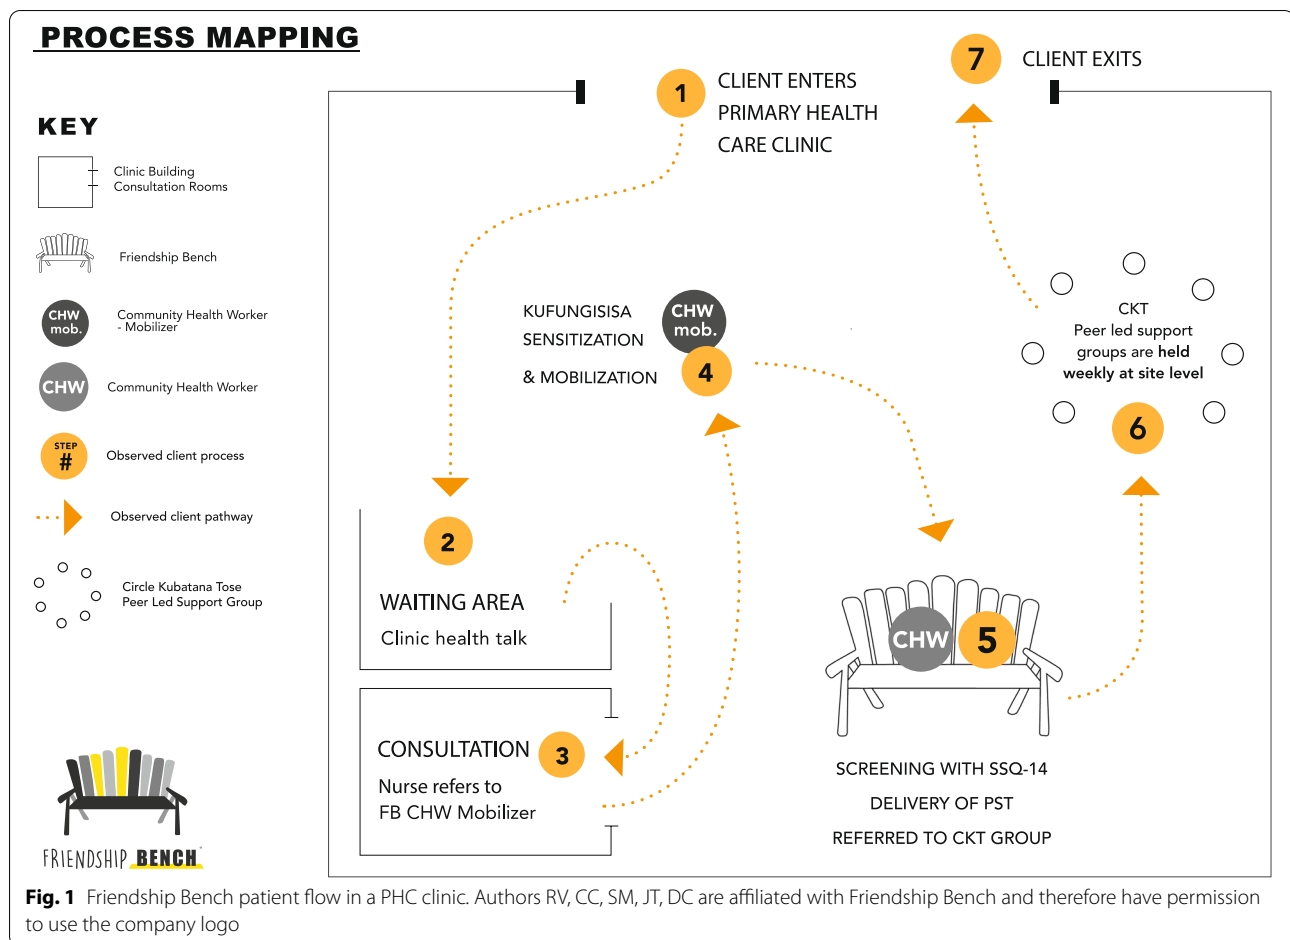 PROCESS MAPPING
KEY
Clinic Building
Consultation Rooms
Friendship Bench
CHW
mob.
Community Health Worker
- Mobilizer
CHW
Community Health Worker
STEP
#
Observed client process
Observed client pathway
Circle Kubatana Tose
Peer Led Support Group
FRIENDSHIP BENCH
1
CLIENT ENTERS
PRIMARY HEALTH
CARE CLINIC
2
WAITING AREA
Clinic health talk
3
CONSULTATION
Nurse refers to
FB CHW Mobilizer
KUFUNGISISA
SENSITIZATION
& MOBILIZATION
CHW
mob.
4
CHW
5
SCREENING WITH SSQ-14
DELIVERY OF PST
REFERRED TO CKT GROUP
CKT
Peer led support
groups are held
weekly at site level
6
7
CLIENT EXITS
Fig. 1 Friendship Bench patient flow in a PHC clinic. Authors RV, CC, SM, JT, DC are affiliated with Friendship Bench and therefore have permission
to use the company logo